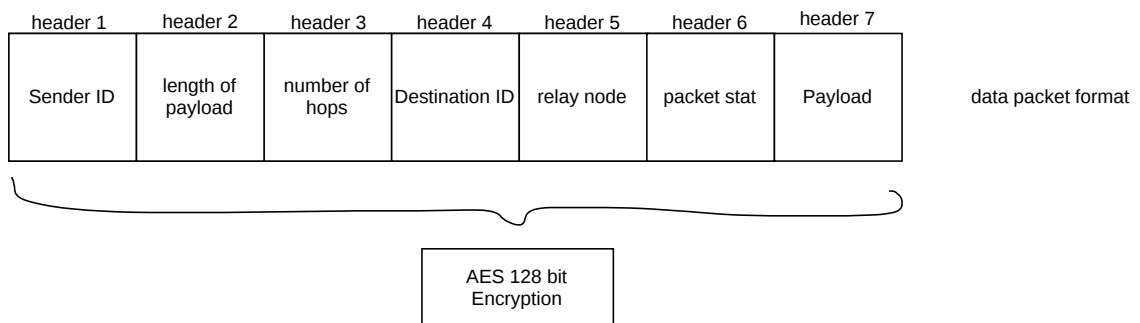 header 1
header 2
header 3
header 4
header 5
header 6
header 7
Sender ID
length of
payload
number of
hops
Destination ID
relay node
packet stat
Payload
data packet format
AES 128 bit
Encryption